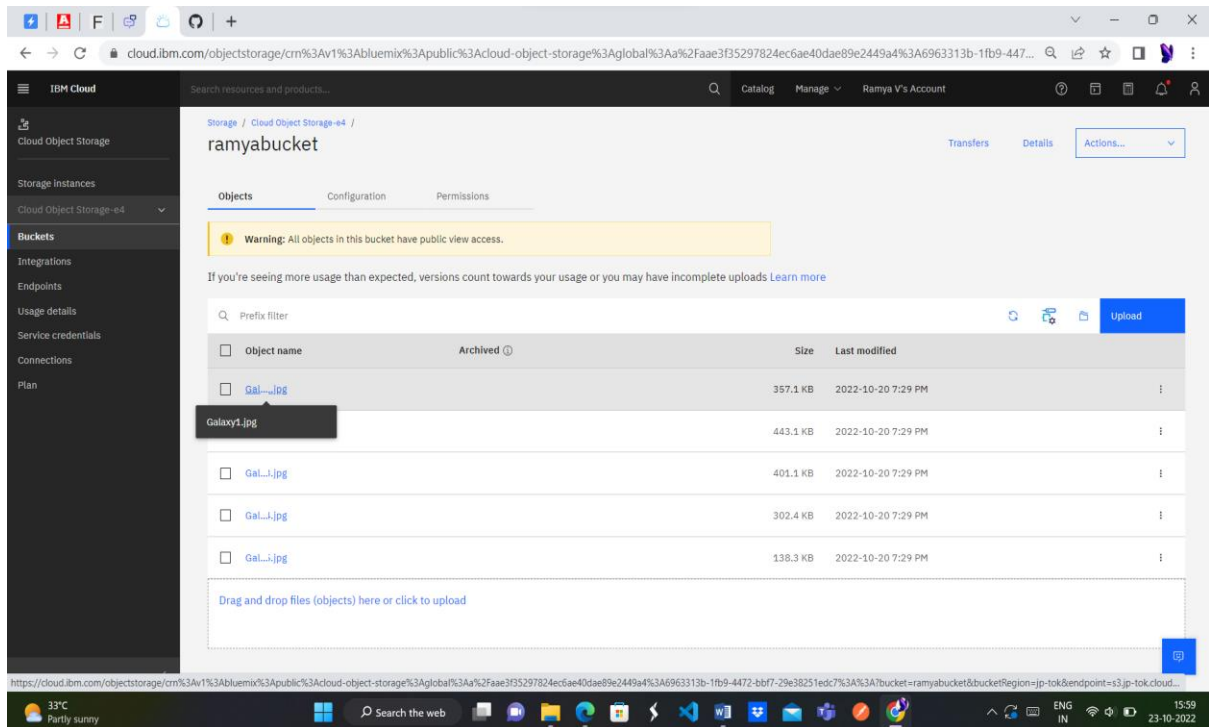 F
cloud.ibm.com/objectstorage/crn%3Av1%3Abluemix%3Apublic%3Acloud-object-storage%3Aglobal%3Aa%2Faae3f35297824ec6ae40dae89e2449a4%3A6963313b-1fb9-447...
IBM Cloud
Search resources and products...
Catalog
Manage
Ramya V's Account
Cloud Object Storage
Storage / Cloud Object Storage-e4 /
ramyabucket
Transfers
Details
Actions...
Storage instances
Cloud Object Storage-e4
Buckets
Integrations
Endpoints
Usage details
Service credentials
Connections
Plan
Objects
Configuration
Permissions
Warning: All objects in this bucket have public view access.
If you're seeing more usage than expected, versions count towards your usage or you may have incomplete uploads Learn more
Prefix filter
Upload
Object name
Archived
Size
Last modified
357.1 KB
2022-10-20 7:29 PM
Galaxy1.jpg
443.1 KB
2022-10-20 7:29 PM
401.1 KB
2022-10-20 7:29 PM
302.4 KB
2022-10-20 7:29 PM
138.3 KB
2022-10-20 7:29 PM
Drag and drop files (objects) here or click to upload
https://cloud.ibm.com/objectstorage/crn%3Av1%3Abluemix%3Apublic%3Acloud-object-storage%3Aglobal%3Aa%2Faae3f35297824ec6ae40dae89e2449a4%3A6963313b-1fb9-4472-bbf7-29e38251edc7%3A%3A?bucket=ramyabucket&bucketRegion=jp-tok&endpoint=s3.jp-tok.cloud...
33°C
Partly sunny
Search the web
ENG
IN
15:59
23-10-2022